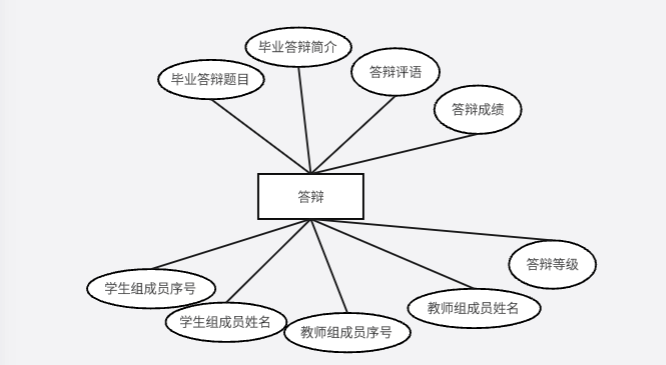 毕业答辩简介
毕业答辩题目
答辩评语
答辩成绩
答辩
答辩等级
学生组成员序号
学生组成员姓名
教师组成员序号
教师组成员姓名